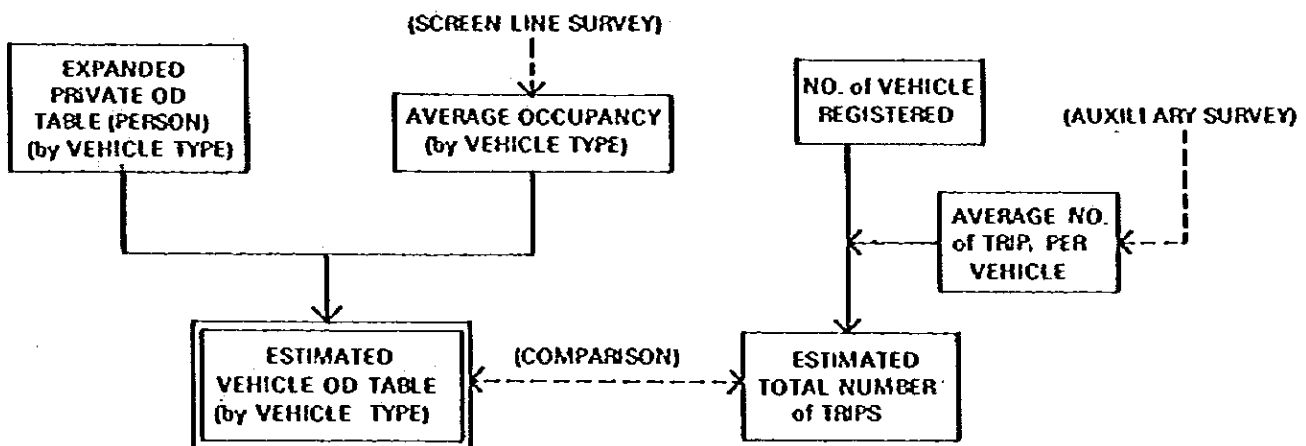 (SCREEN LINE SURVEY)
EXPANDED
PRIVATE OD
TABLE (PERSON)
(by VEHICLE TYPE)
AVERAGE OCCUPANCY
(by VEHICLE TYPE)
NO. of VEHICLE
REGISTERED
(AUXILIARY SURVEY)
AVERAGE NO.
of TRIP, PER
VEHICLE
ESTIMATED
VEHICLE OD TABLE
(by VEHICLE TYPE)
(COMPARISON)
ESTIMATED
TOTAL NUMBER
of TRIPS